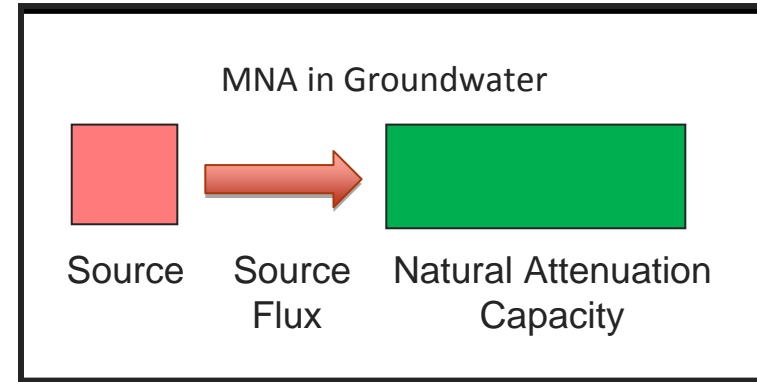 MNA in Groundwater
Source
Source
Flux
Natural Attenuation
Capacity